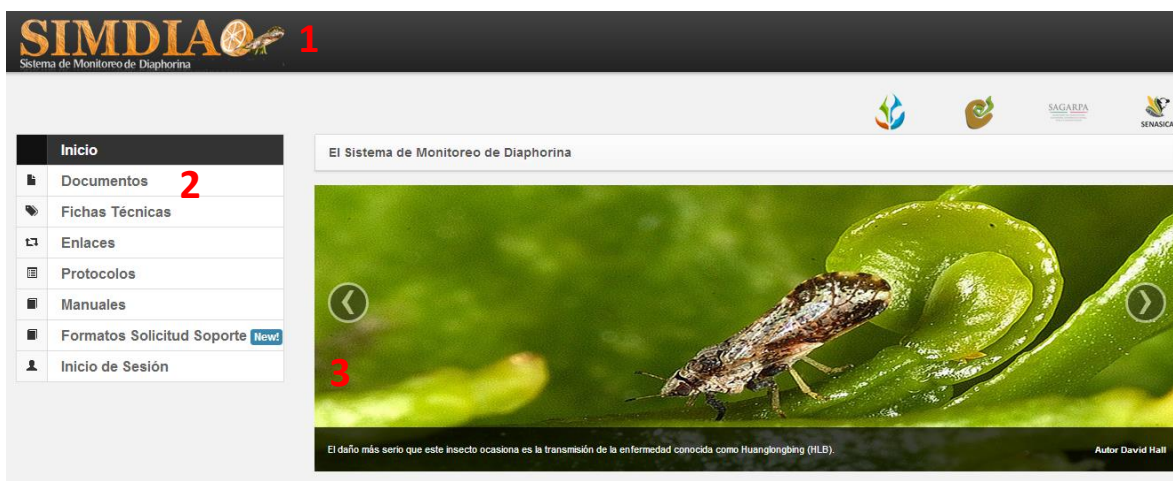 SIMDIA
1
Sistema de Monitoreo de Diaphorina
SAGARPA
SENASICA
Inicio
El Sistema de Monitoreo de Diaphorina
Documentos
2
Fichas Técnicas
Enlaces
Protocolos
Manuales
Formatos Solicitud Soporte New!
Inicio de Sesión
3
El daño más serio que este insecto ocasiona es la transmisión de la enfermedad conocida como Huanglongbing (HLB).
Autor David Hall